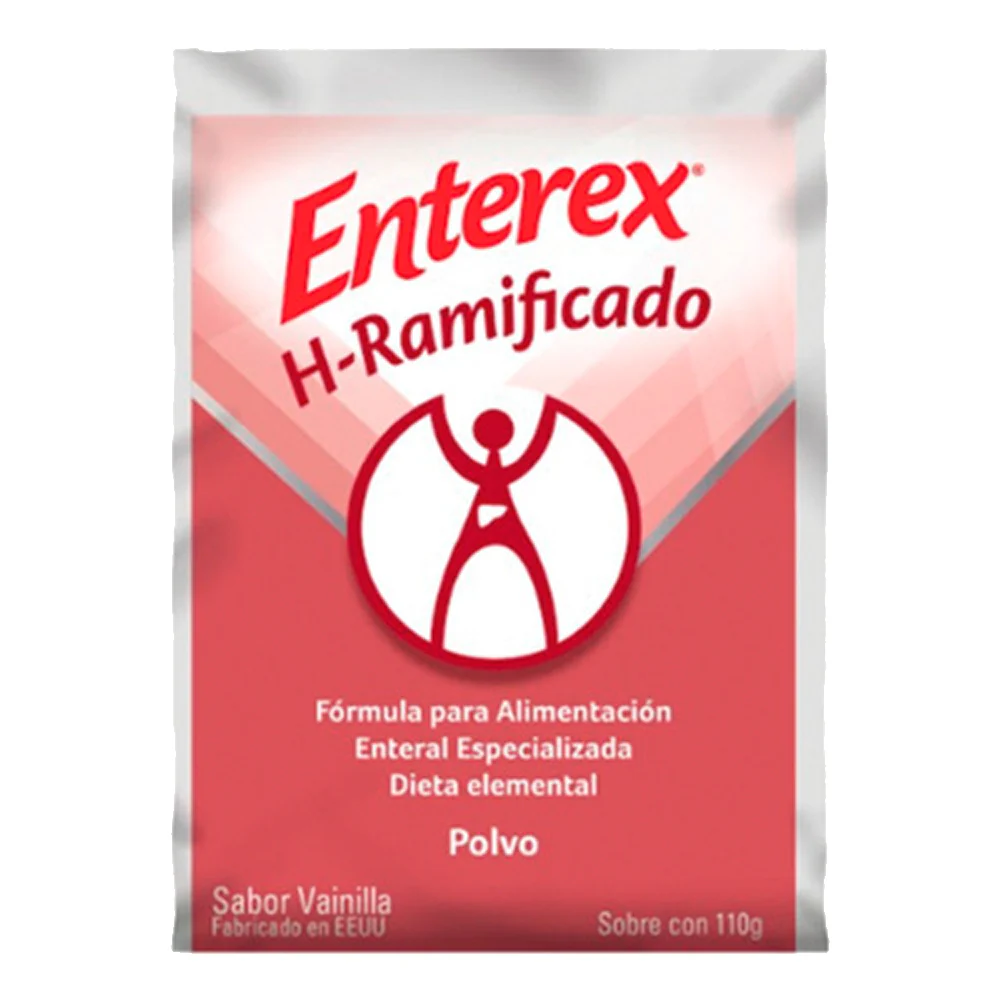 Enterex®
H-Ramificado
Fórmula para Alimentación
Enteral Especializada
Dieta elemental
Polvo
Sabor Vainilla
Fabricado en EEUU
Sobre con 110g